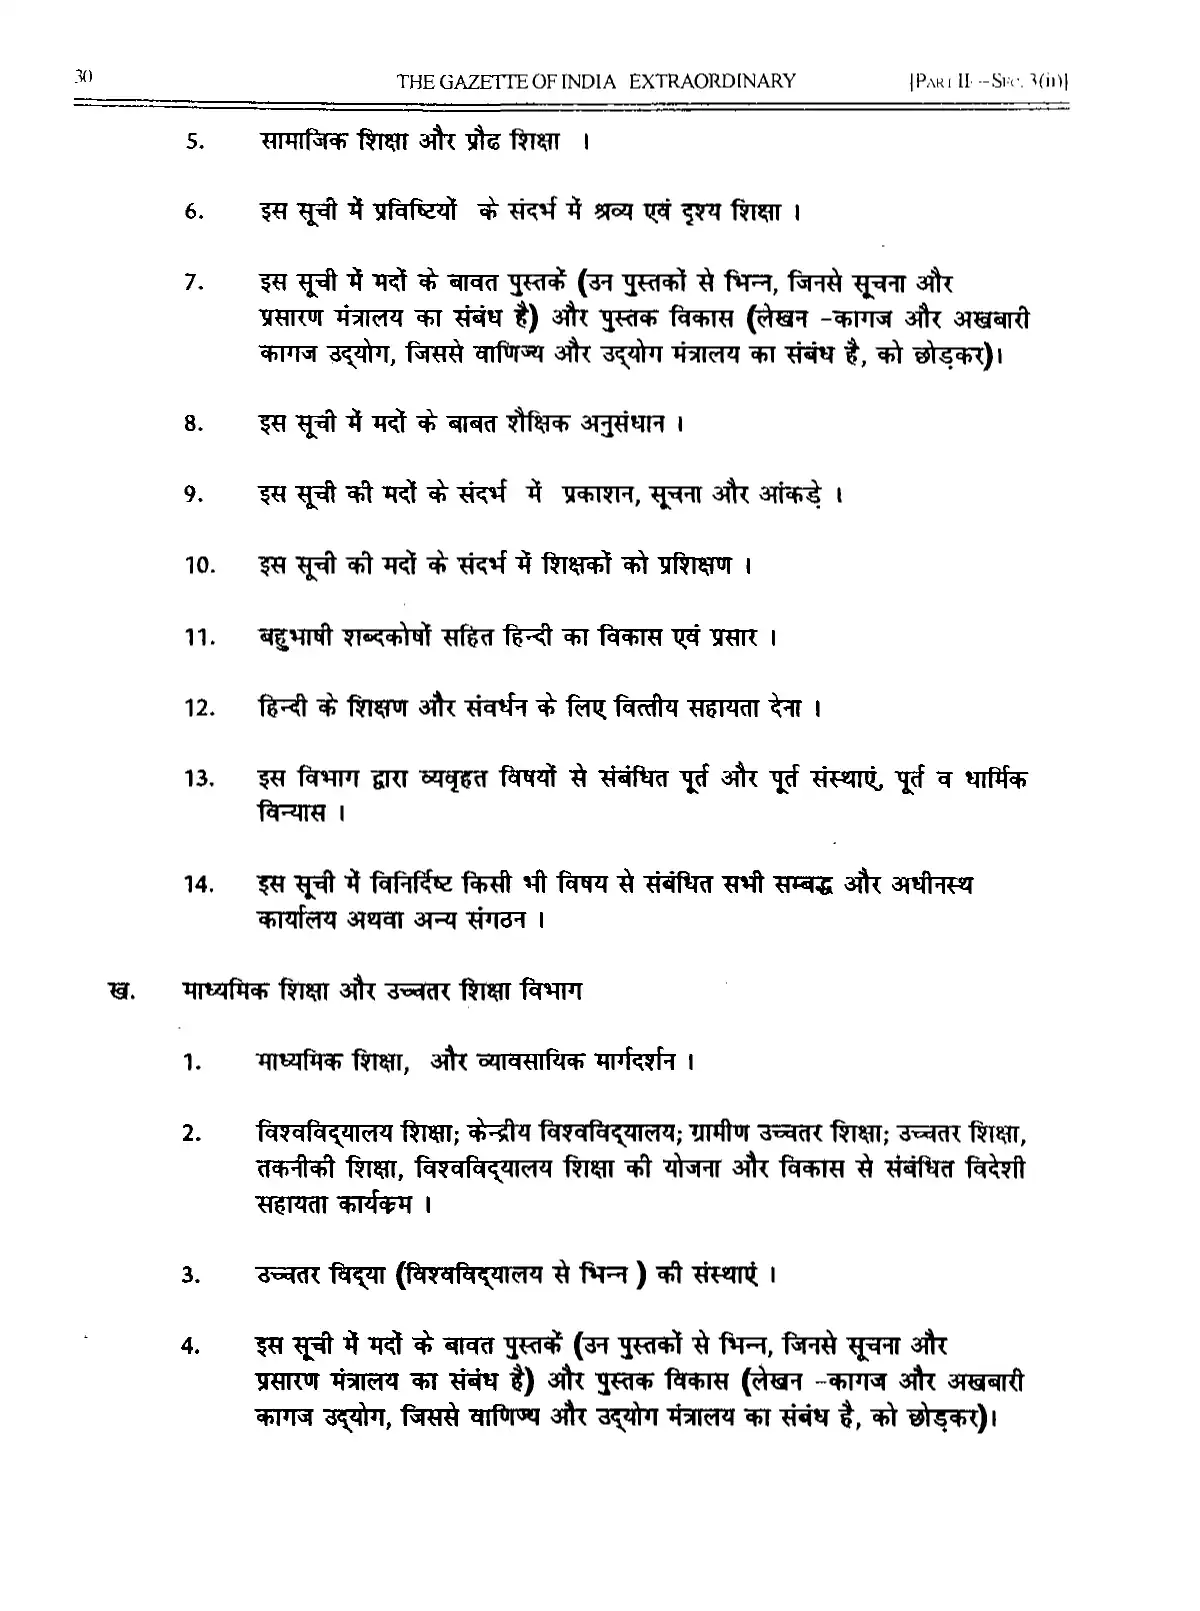 30 THE GAZETTE OF INDIA EXTRAORDINARY [PART II—SEC. 3(ii)]
5. सामाजिक शिक्षा और प्रौढ शिक्षा ।
6. इस सूची में प्रविष्टियों के संदर्भ में श्रव्य एवं दृश्य शिक्षा ।
7. इस सूची में मदों के बावत पुस्तकें (उन पुस्तकों से भिन्न, जिनसे सूचना और
प्रसारण मंत्रालय का संबंध है) और पुस्तक विकास (लेखन -कागज और अखबारी
कागज उद्योग, जिससे वाणिज्य और उद्योग मंत्रालय का संबंध है, को छोड़कर)।
8. इस सूची में मदों के बाबत शैक्षिक अनुसंधान ।
9. इस सूची की मदों के संदर्भ में प्रकाशन, सूचना और आंकड़े ।
10. इस सूची की मदों के संदर्भ में शिक्षकों को प्रशिक्षण ।
11. बहुभाषी शब्दकोषों सहित हिन्दी का विकास एवं प्रसार ।
12. हिन्दी के शिक्षण और संवर्धन के लिए वित्तीय सहायता देना ।
13. इस विभाग द्वारा व्यवृहत विषयों से संबंधित पूर्त और पूर्त संस्थाएं, पूर्त व धार्मिक
विन्यास ।
14. इस सूची में विनिर्दिष्ट किसी भी विषय से संबंधित सभी सम्बद्ध और अधीनस्थ
कार्यालय अथवा अन्य संगठन ।
ख. माध्यमिक शिक्षा और उच्चतर शिक्षा विभाग
1. माध्यमिक शिक्षा, और व्यावसायिक मार्गदर्शन ।
2. विश्वविद्यालय शिक्षा; केन्द्रीय विश्वविद्यालय; ग्रामीण उच्चतर शिक्षा; उच्चतर शिक्षा,
तकनीकी शिक्षा, विश्वविद्यालय शिक्षा की योजना और विकास से संबंधित विदेशी
सहायता कार्यक्रम ।
3. उच्चतर विद्या (विश्वविद्यालय से भिन्न ) की संस्थाएं ।
4. इस सूची में मदों के बावत पुस्तकें (उन पुस्तकों से भिन्न, जिनसे सूचना और
प्रसारण मंत्रालय का संबंध है) और पुस्तक विकास (लेखन -कागज और अखबारी
कागज उद्योग, जिससे वाणिज्य और उद्योग मंत्रालय का संबंध है, को छोड़कर)।